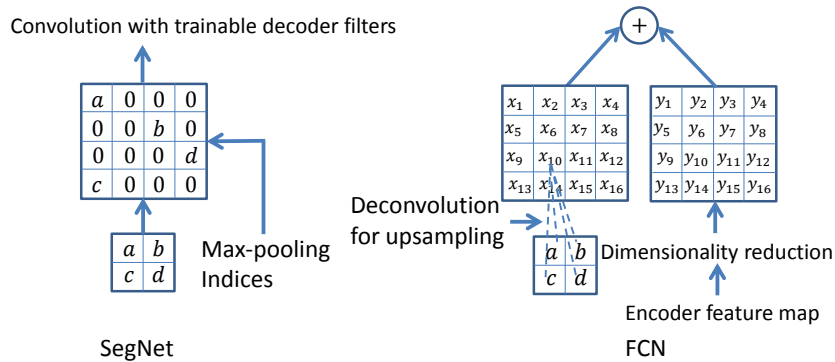 Convolution with trainable decoder filters
a 0 0 0
0 0 b 0
0 0 0 d
c 0 0 0
a b
c d
Max-pooling
Indices
SegNet
+
x₁ x₂ x₃ x₄
x₅ x₆ x₇ x₈
x₉ x₁₀ x₁₁ x₁₂
x₁₃ x₁₄ x₁₅ x₁₆
y₁ y₂ y₃ y₄
y₅ y₆ y₇ y₈
y₉ y₁₀ y₁₁ y₁₂
y₁₃ y₁₄ y₁₅ y₁₆
Deconvolution
for upsampling
a b
c d
Dimensionality reduction
Encoder feature map
FCN